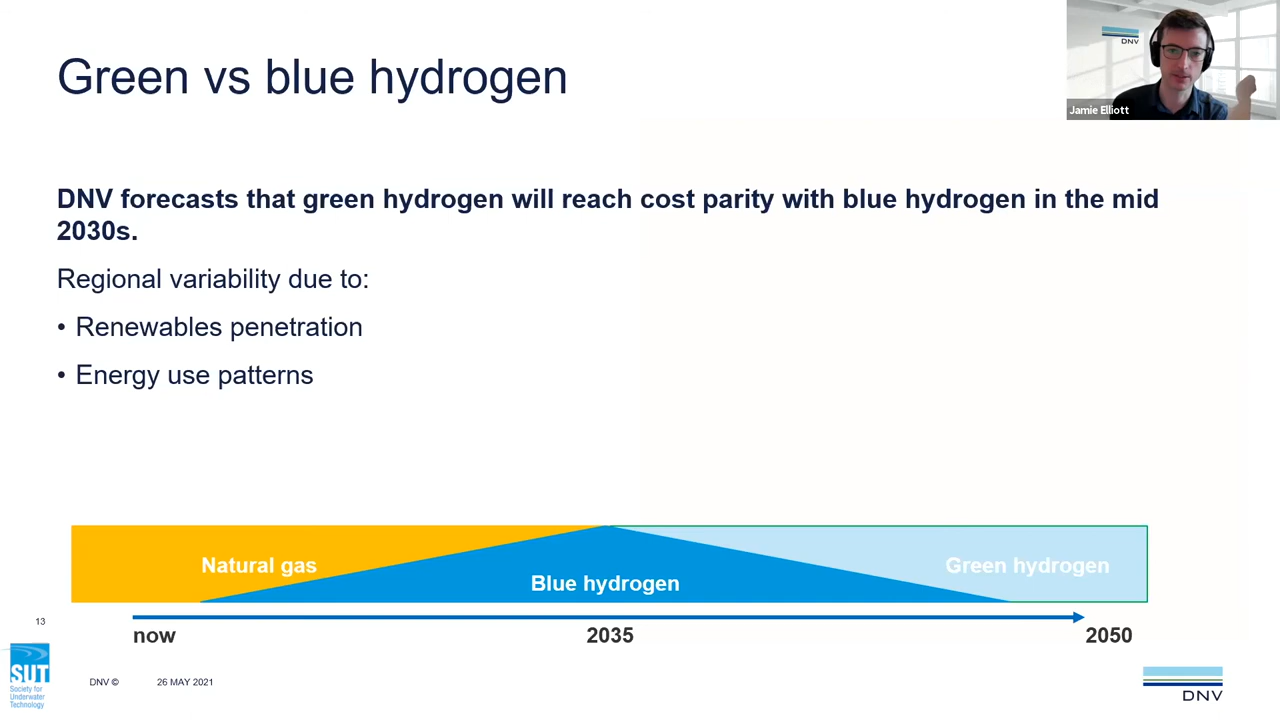 Green vs blue hydrogen
DNV
Jamie Elliott
DNV forecasts that green hydrogen will reach cost parity with blue hydrogen in the mid
2030s.
Regional variability due to:
• Renewables penetration
• Energy use patterns
Natural gas
Blue hydrogen
Green hydrogen
now
2035
2050
13
SUT
Society for
Underwater
Technology
DNV ©
26 MAY 2021
DNV